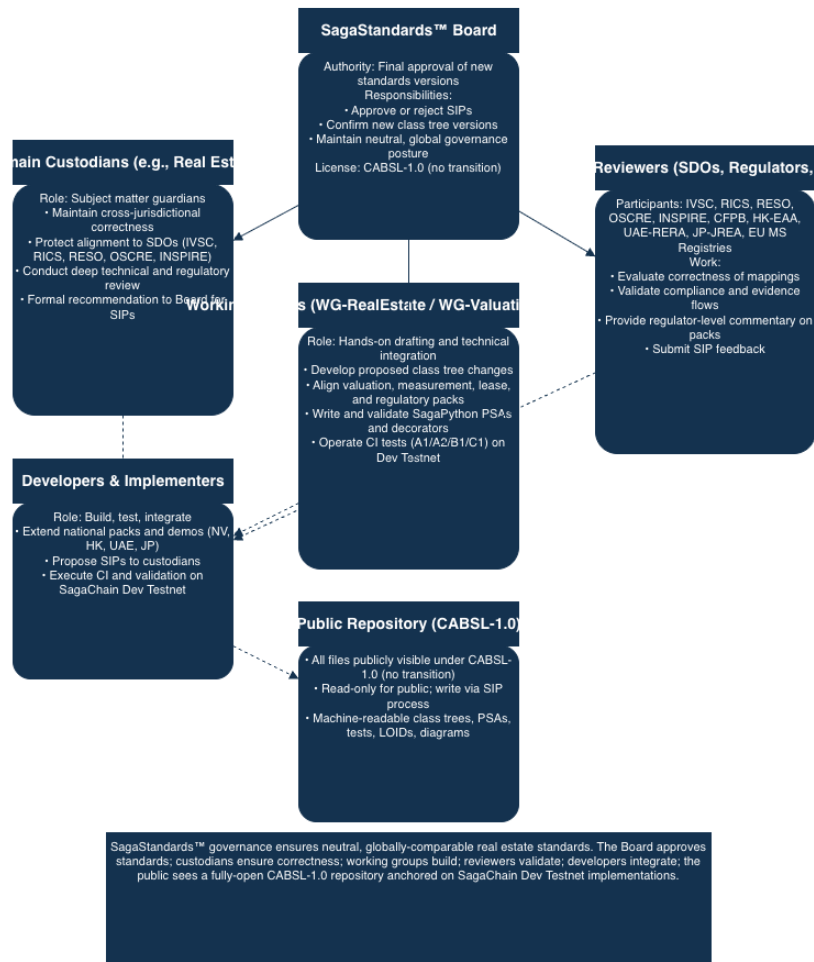 SagaStandards™ Board
Authority: Final approval of new
standards versions
Responsibilities:
• Approve or reject SIPs
• Confirm new class tree versions
• Maintain neutral, global governance
posture
License: CABSL-1.0 (no transition)
main Custodians (e.g., Real Est
Role: Subject matter guardians
• Maintain cross-jurisdictional
correctness
• Protect alignment to SDOs (IVSC,
RICS, RESO, OSCRE, INSPIRE)
• Conduct deep technical and regulatory
review
• Formal recommendation to Board for
SIPs
Reviewers (SDOs, Regulators,
Participants: IVSC, RICS, RESO,
OSCRE, INSPIRE, CFPB, HK-EAA,
UAE-RERA, JP-JREA, EU MS
Registries
Work:
• Evaluate correctness of mappings
• Validate compliance and evidence
flows
• Provide regulator-level commentary on
packs
• Submit SIP feedback
Working s (WG-RealEstate / WG-Valuati
Role: Hands-on drafting and technical
integration
• Develop proposed class tree changes
• Align valuation, measurement, lease,
and regulatory packs
• Write and validate SagaPython PSAs
and decorators
• Operate CI tests (A1/A2/B1/C1) on
Dev Testnet
Developers & Implementers
Role: Build, test, integrate
• Extend national packs and demos (NV,
HK, UAE, JP)
• Propose SIPs to custodians
• Execute CI and validation on
SagaChain Dev Testnet
Public Repository (CABSL-1.0)
• All files publicly visible under CABSL-
1.0 (no transition)
• Read-only for public; write via SIP
process
• Machine-readable class trees, PSAs,
tests, LOIDs, diagrams
SagaStandards™ governance ensures neutral, globally-comparable real estate standards. The Board approves
standards; custodians ensure correctness; working groups build; reviewers validate; developers integrate; the
public sees a fully-open CABSL-1.0 repository anchored on SagaChain Dev Testnet implementations.